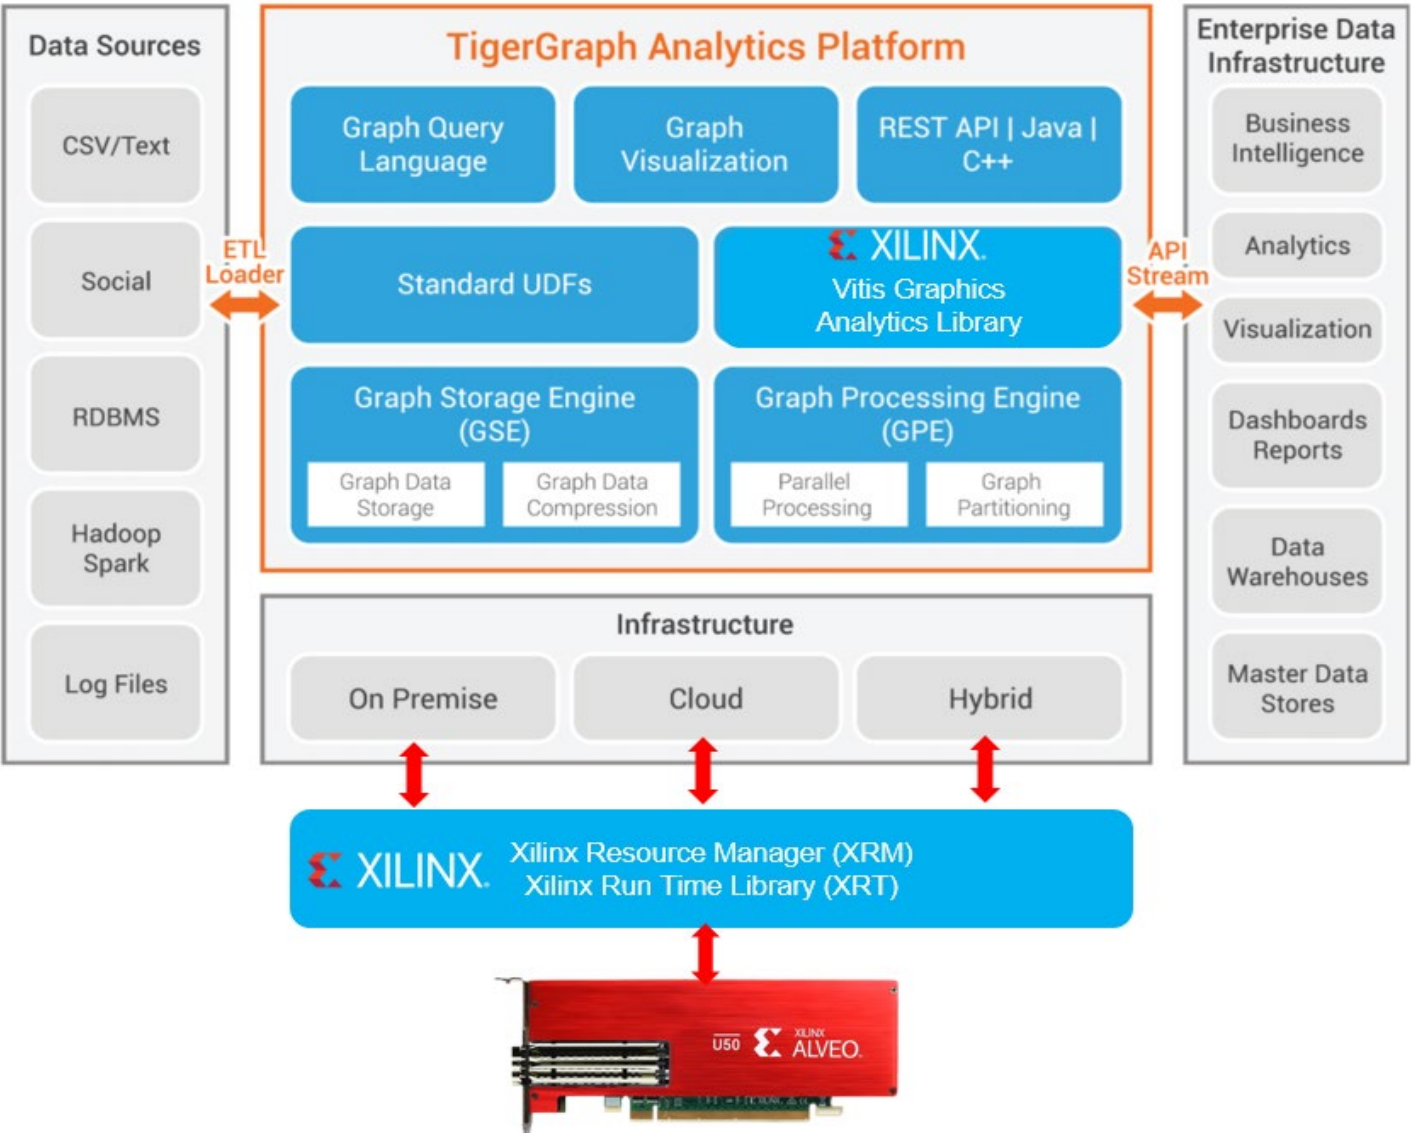 Data Sources
CSV/Text
Social
RDBMS
Hadoop
Spark
Log Files
ETL
Loader
TigerGraph Analytics Platform
Graph Query
Language
Graph
Visualization
REST API | Java |
C++
Standard UDFs
XILINX.
Vitis Graphics
Analytics Library
Graph Storage Engine
(GSE)
Graph Data
Storage
Graph Data
Compression
Graph Processing Engine
(GPE)
Parallel
Processing
Graph
Partitioning
API
Stream
Enterprise Data
Infrastructure
Business
Intelligence
Analytics
Visualization
Dashboards
Reports
Data
Warehouses
Master Data
Stores
Infrastructure
On Premise
Cloud
Hybrid
XILINX.
Xilinx Resource Manager (XRM)
Xilinx Run Time Library (XRT)
U50
XILINX
ALVEO.